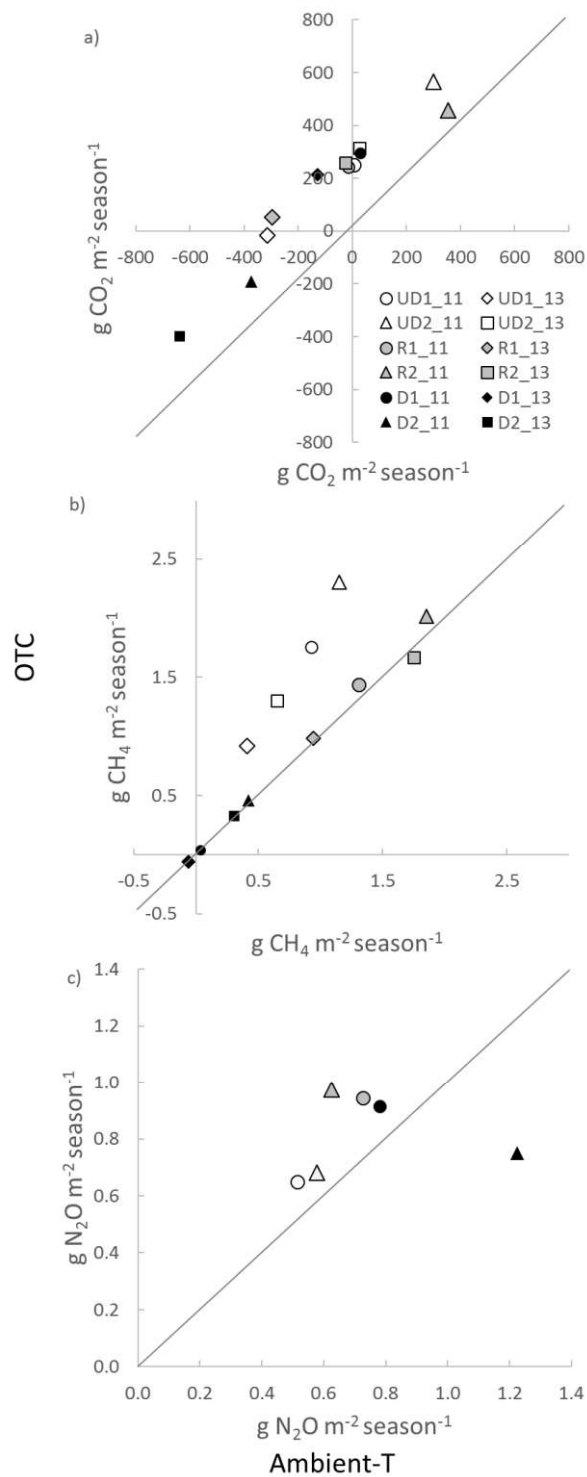 a)
800
600
400
200
0
-800 -600 -400 -200 0 200 400 600 800
-200
-400
-600
-800
g CO₂ m⁻² season⁻¹
UD1_11 UD1_13
UD2_11 UD2_13
R1_11 R1_13
R2_11 R2_13
D1_11 D1_13
D2_11 D2_13
g CO₂ m⁻² season⁻¹
b)
OTC
g CH₄ m⁻² season⁻¹
2.5
1.5
0.5
-0.5 0.5 1.5 2.5
-0.5
g CH₄ m⁻² season⁻¹
c)
g N₂O m⁻² season⁻¹
1.4
1.2
1.0
0.8
0.6
0.4
0.2
0.0
0.0 0.2 0.4 0.6 0.8 1.0 1.2 1.4
g N₂O m⁻² season⁻¹
Ambient-T